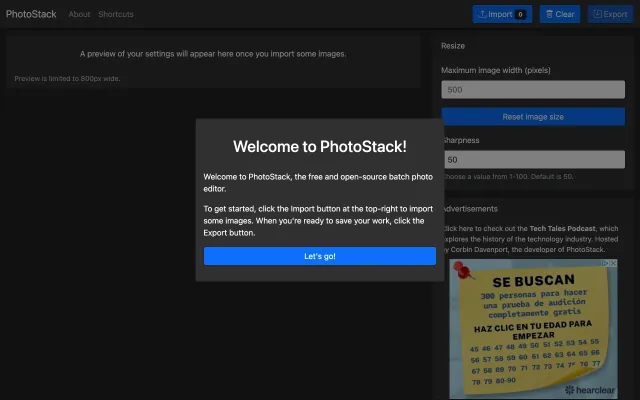 PhotoStack About Shortcuts Import 0 Clear Export
A preview of your settings will appear here once you import some images.
Preview is limited to 800px wide.
Resize
Maximum image width (pixels)
500
Reset image size
Sharpness
50
Choose a value from 1-100. Default is 50.
Welcome to PhotoStack!
Welcome to PhotoStack, the free and open-source batch photo
editor.
To get started, click the Import button at the top-right to import
some images. When you're ready to save your work, click the
Export button.
Let's go!
Advertisements
Click here to check out the Tech Tales Podcast, which
explores the history of the technology industry. Hosted
by Corbin Davenport, the developer of PhotoStack.
SE BUSCAN
300 personas para hacer
una prueba de audición
completamente gratis
HAZ CLIC EN TU EDAD PARA
EMPEZAR
45 46 47 48 49 50 51 52 53 54 55
56 57 58 59 60 61 62 63 64 65 66
67 68 69 70 71 72 73 74 75 76 77
78 79 80-90
hearclear